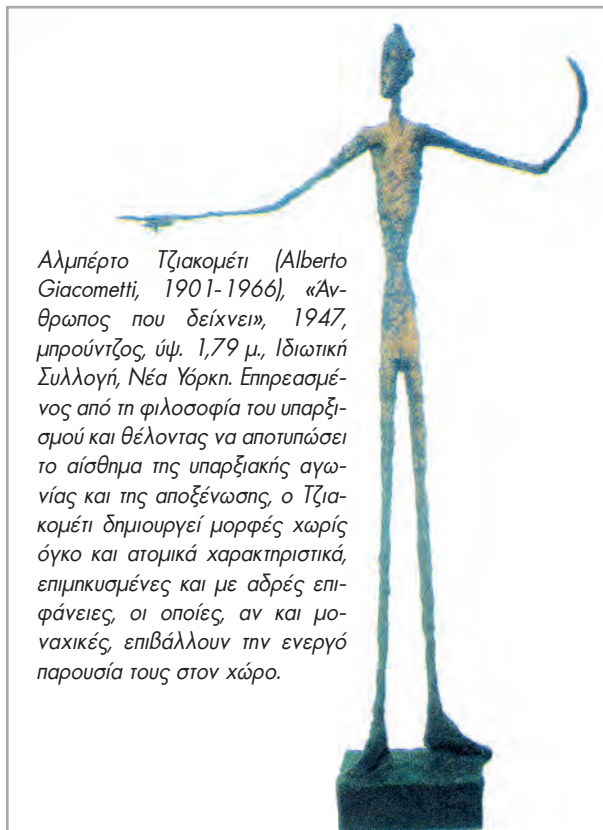 Αλμπέρτο Τζιακομέτι (Alberto
Giacometti, 1901-1966), «Άν-
θρωπος που δείχνει», 1947,
μπρούντζος, ύψ. 1,79 μ., Ιδιωτική
Συλλογή, Νέα Υόρκη. Επηρεασμέ-
νος από τη φιλοσοφία του υπαρξι-
σμού και θέλοντας να αποτυπώσει
το αίσθημα της υπαρξιακής αγω-
νίας και της αποξένωσης, ο Τζια-
κομέτι δημιουργεί μορφές χωρίς
όγκο και ατομικά χαρακτηριστικά,
επιμηκυσμένες και με αδρές επι-
φάνειες, οι οποίες, αν και μο-
ναχικές, επιβάλλουν την ενεργό
παρουσία τους στον χώρο.